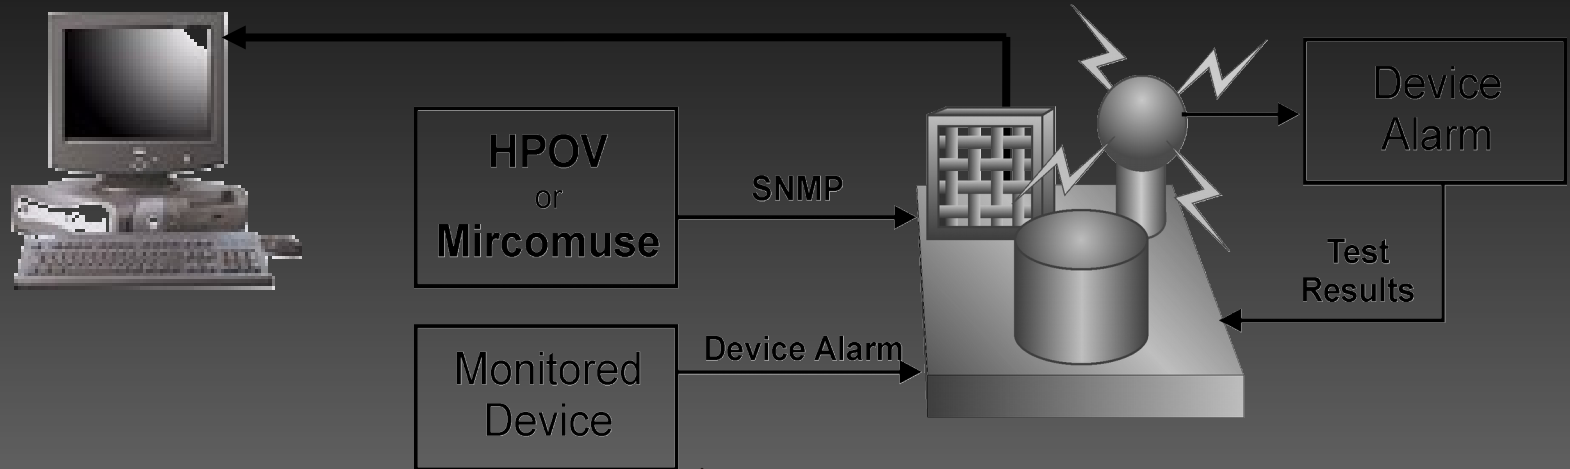 HPOV
or
Mircomuse
SNMP
Device
Alarm
Test
Results
Monitored
Device
Device Alarm